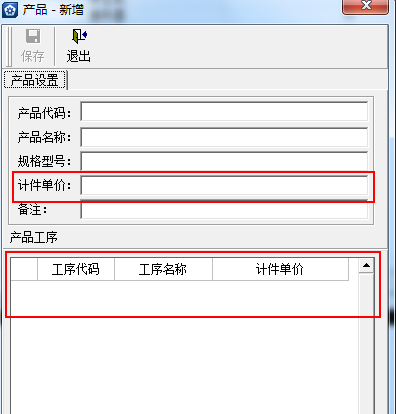 产品 - 新增
保存 退出
产品设置
产品代码:
产品名称:
规格型号:
计件单价:
备注:
产品工序
工序代码 工序名称 计件单价